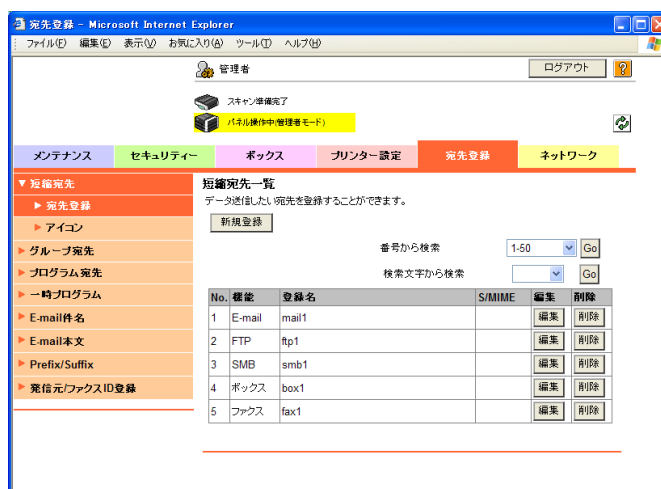 宛先登録 - Microsoft Internet Explorer
ファイル(F) 編集(E) 表示(V) お気に入り(A) ツール(T) ヘルプ(H)
管理者 ログアウト ?
スキャン準備完了
パネル操作中(管理者モード)
メンテナンス セキュリティー ボックス プリンター設定 宛先登録 ネットワーク
▼短縮宛先
▶宛先登録
▶アイコン
▶グループ宛先
▶プログラム宛先
▶一時プログラム
▶E-mail件名
▶E-mail本文
▶Prefix/Suffix
▶発信元/ファクスID登録
短縮宛先一覧
データ送信したい宛先を登録することができます。
新規登録
番号から検索 1-50 Go
検索文字から検索 Go
No. 機能 登録名 S/MIME 編集 削除
1 E-mail mail1 編集 削除
2 FTP ftp1 編集 削除
3 SMB smb1 編集 削除
4 ボックス box1 編集 削除
5 ファクス fax1 編集 削除